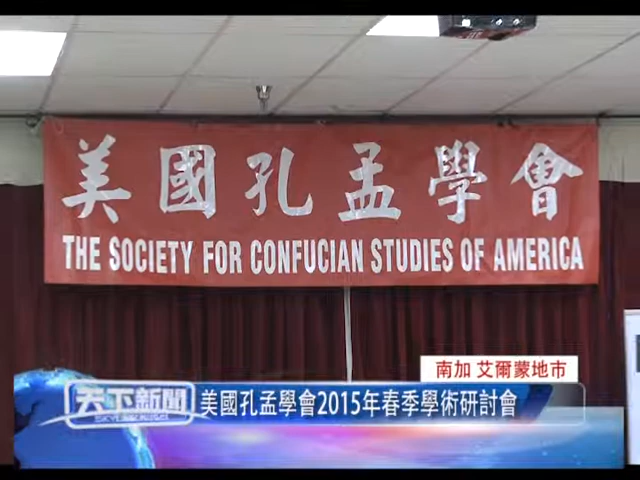 美國孔孟學會
THE SOCIETY FOR CONFUCIAN STUDIES OF AMERICA
南加 艾爾蒙地市
天下新聞
美國孔孟學會2015年春季學術研討會